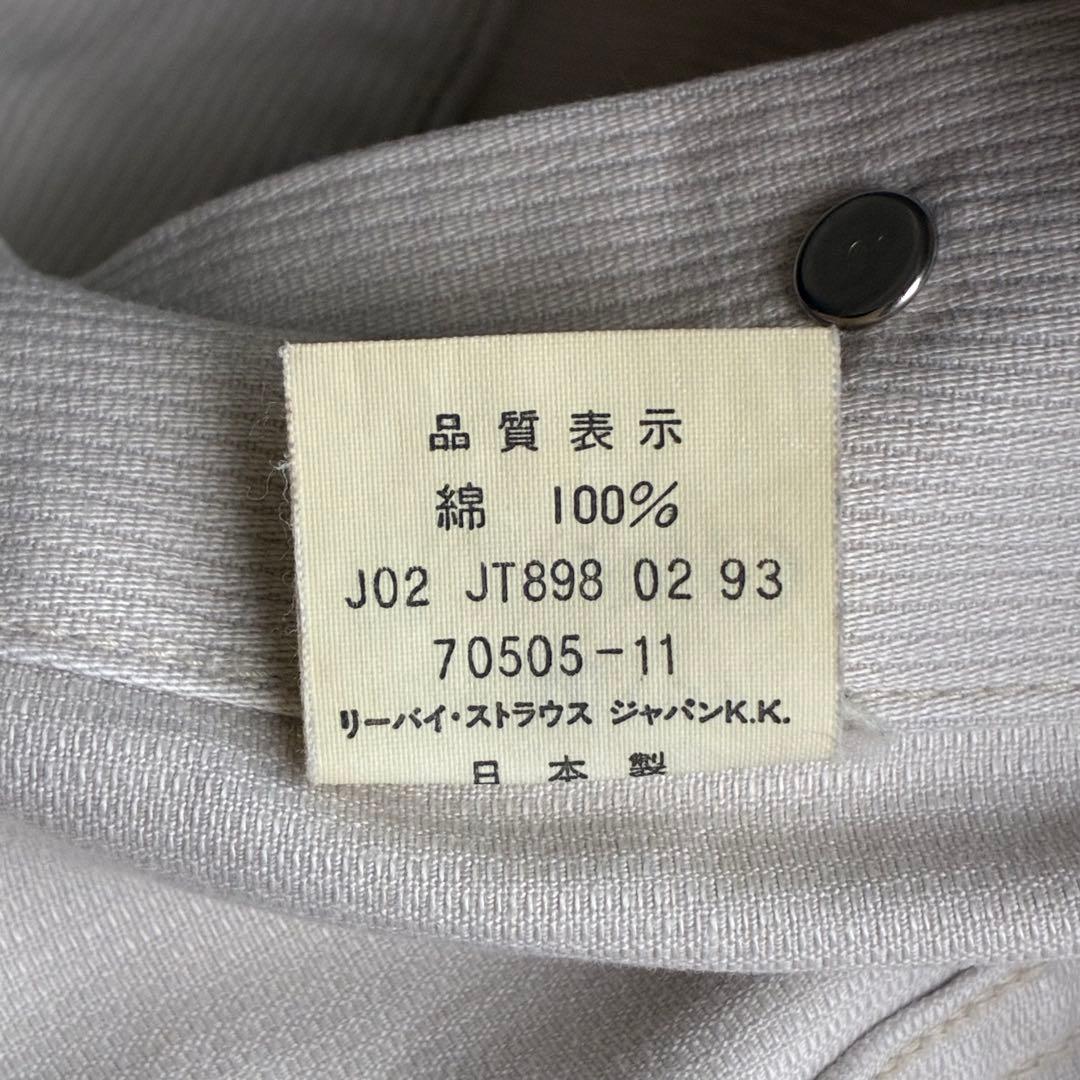 品質表示
綿 100%
J02 JT898 02 93
70505-11
リーバイ・ストラウス ジャパンK.K.
日本製